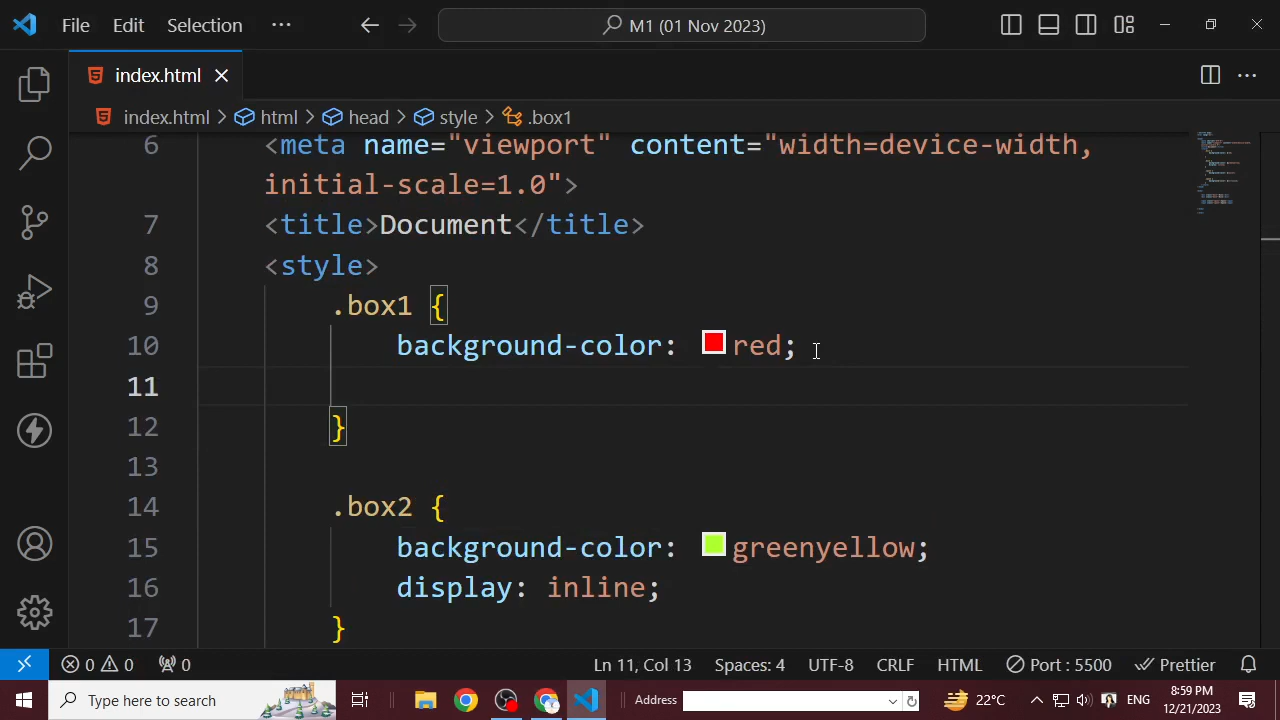 File Edit Selection ··· M1 (01 Nov 2023)
index.html
index.html > html > head > style > .box1
6 <meta name="viewport" content="width=device-width,
initial-scale=1.0">
7 <title>Document</title>
8 <style>
9 .box1 {
10 background-color: red;
11
12 }
13
14 .box2 {
15 background-color: greenyellow;
16 display: inline;
17 }
0 0 0 Ln 11, Col 13 Spaces: 4 UTF-8 CRLF HTML Port : 5500 Prettier
Type here to search Address 22°C ENG 8:59 PM
12/21/2023